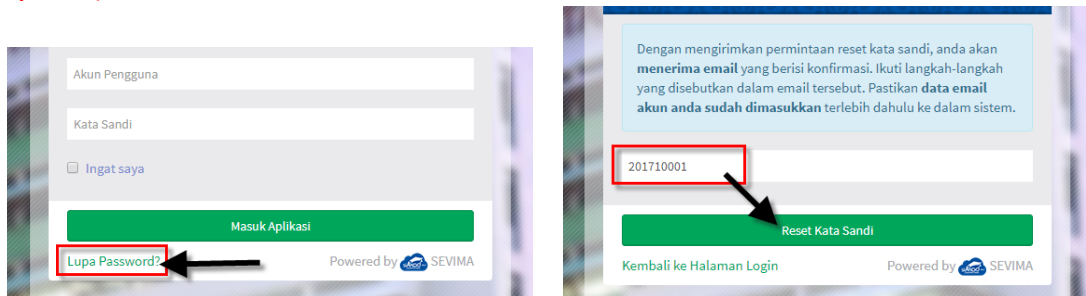 Akun Pengguna
Kata Sandi
Ingat saya
Masuk Aplikasi
Lupa Password?
Powered by SEVIMA
Dengan mengirimkan permintaan reset kata sandi, anda akan
menerima email yang berisi konfirmasi. Ikuti langkah-langkah
yang disebutkan dalam email tersebut. Pastikan data email
akun anda sudah dimasukkan terlebih dahulu ke dalam sistem.
201710001
Reset Kata Sandi
Kembali ke Halaman Login
Powered by SEVIMA